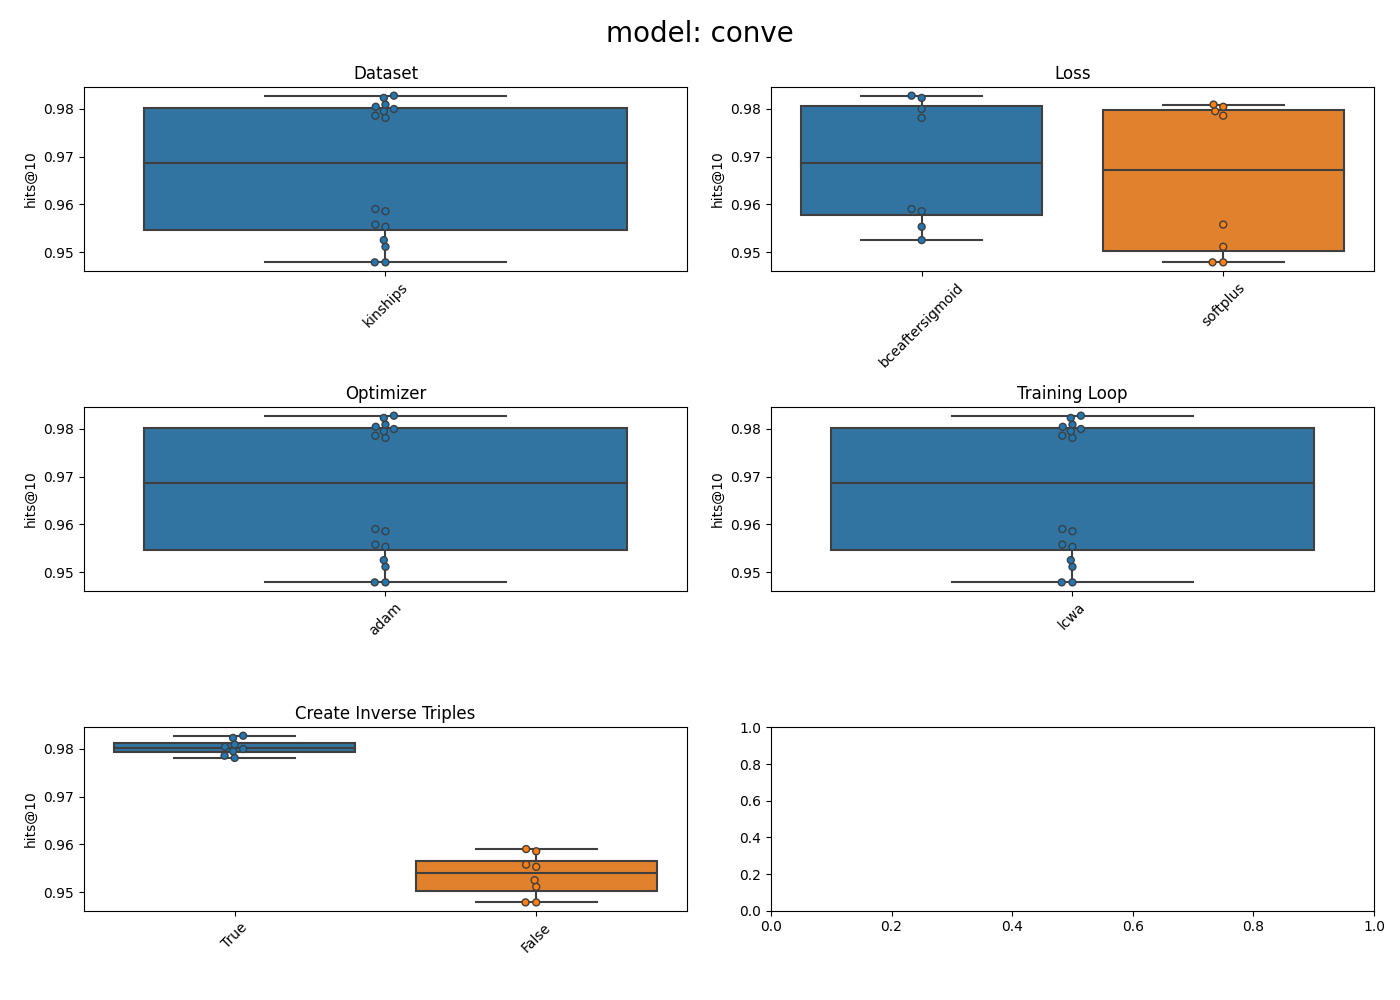 model: conve
Dataset
hits@10
0.98
0.97
0.96
0.95
kinships
Loss
hits@10
0.98
0.97
0.96
0.95
bceaftersigmoid
softplus
Optimizer
hits@10
0.98
0.97
0.96
0.95
adam
Training Loop
hits@10
0.98
0.97
0.96
0.95
lcwa
Create Inverse Triples
hits@10
0.98
0.97
0.96
0.95
True
False
1.0
0.8
0.6
0.4
0.2
0.0
0.0 0.2 0.4 0.6 0.8 1.0